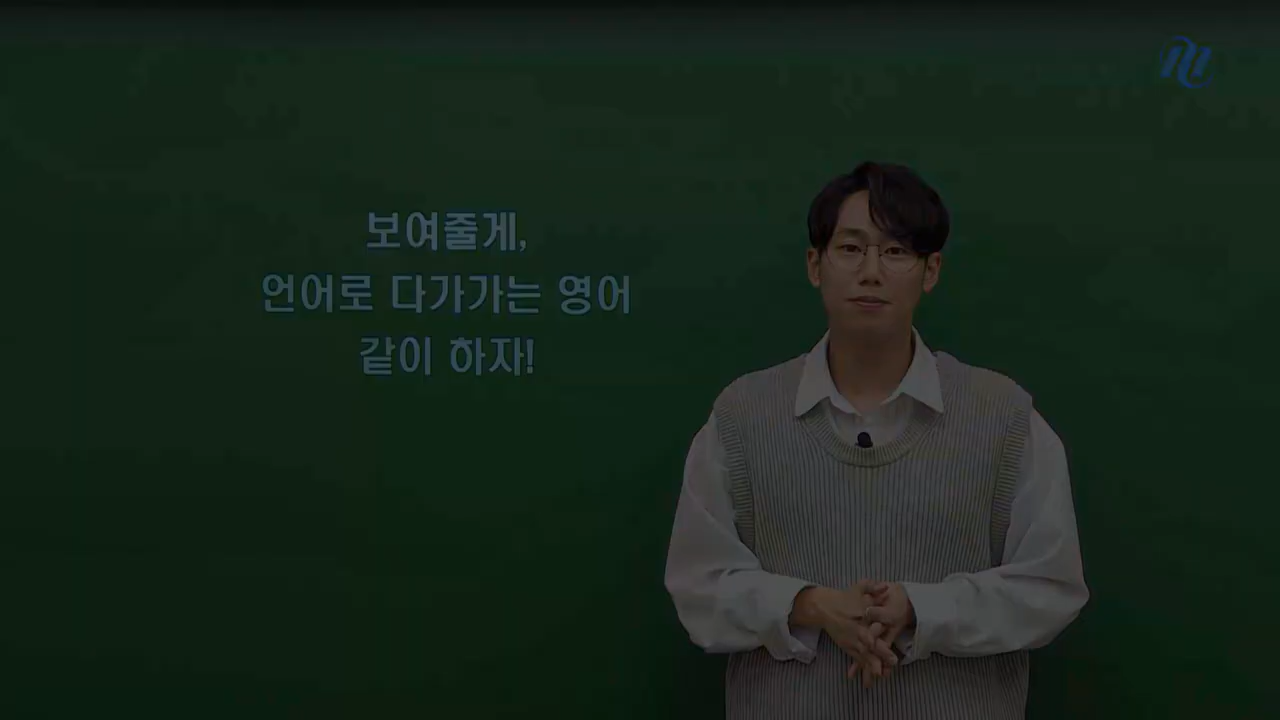 보여줄게,
언어로 다가가는 영어
같이 하자!